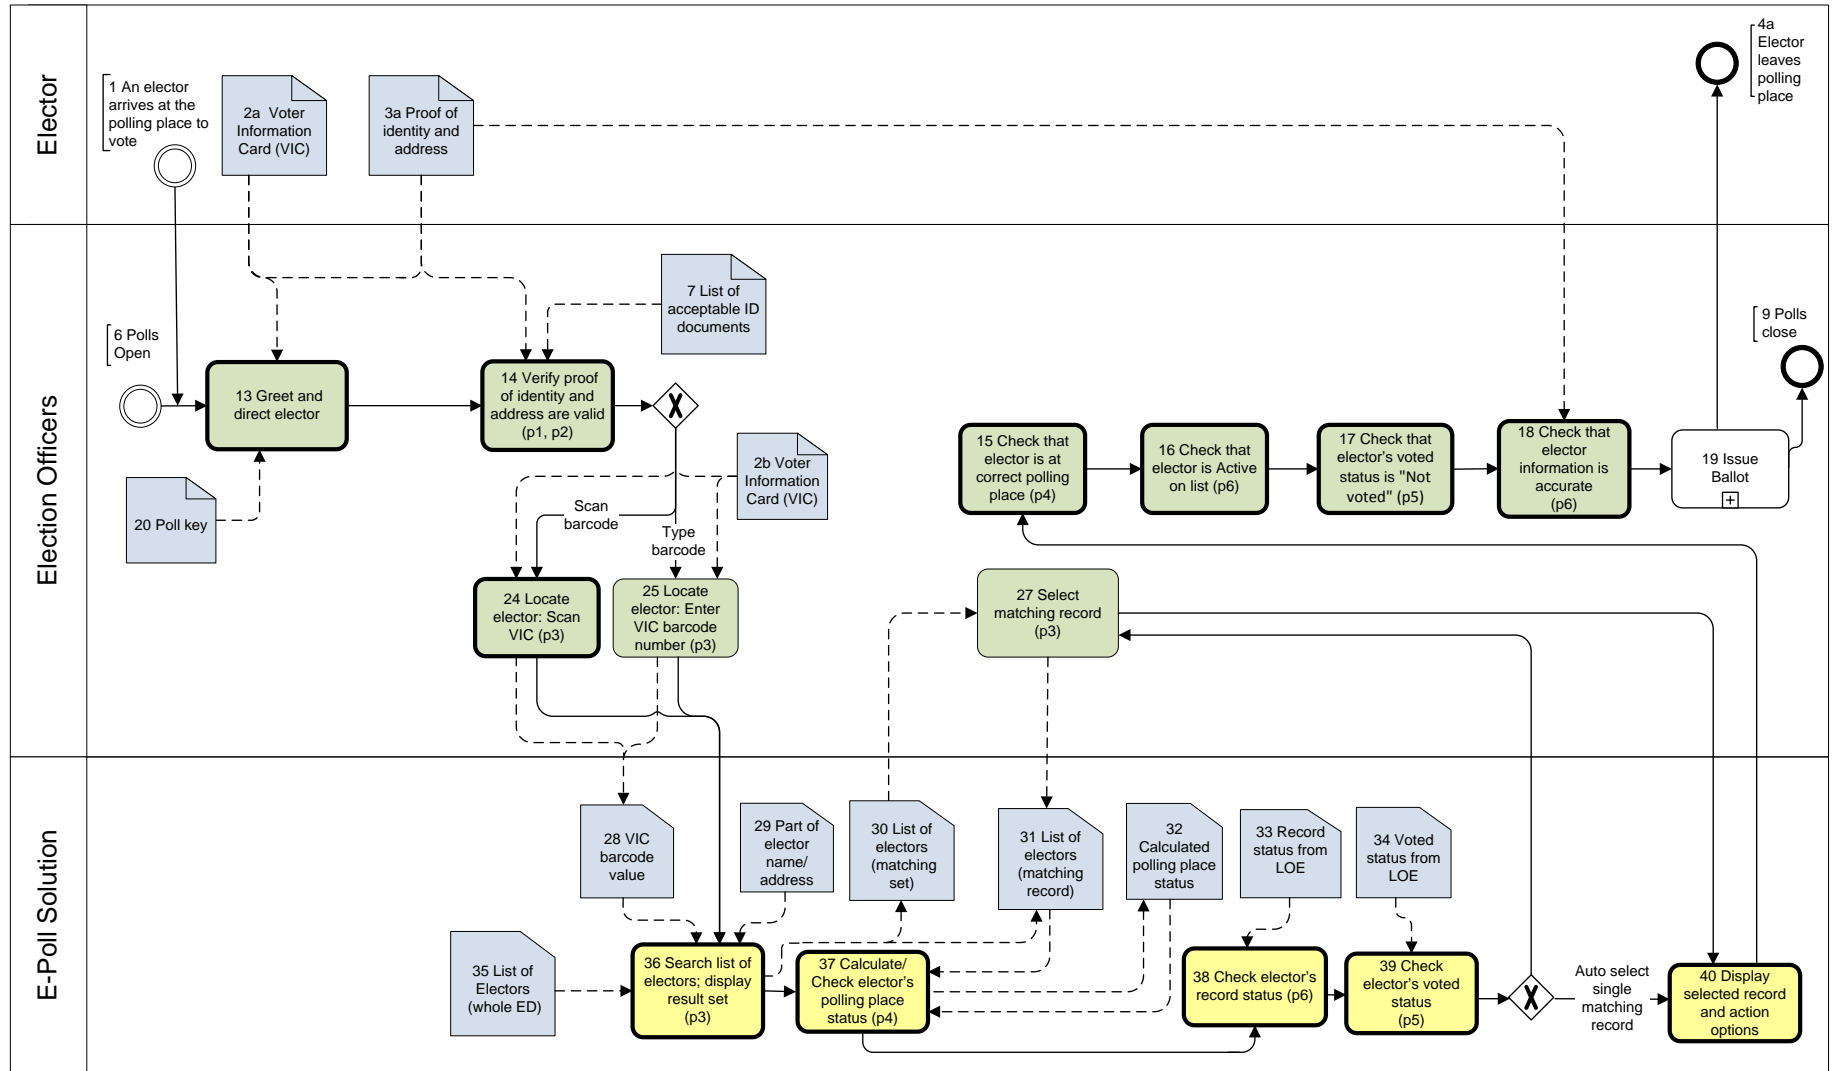 Elector
1 An elector
arrives at the
polling place to
vote
2a Voter
Information
Card (VIC)
3a Proof of
identity and
address
4a
Elector
leaves
polling
place
Election Officers
6 Polls
Open
7 List of
acceptable ID
documents
9 Polls
close
13 Greet and
direct elector
14 Verify proof
of identity and
address are valid
(p1, p2)
20 Poll key
2b Voter
Information
Card (VIC)
Scan
barcode
Type
barcode
15 Check that
elector is at
correct polling
place (p4)
16 Check that
elector is Active
on list (p6)
17 Check that
elector's voted
status is "Not
voted" (p5)
18 Check that
elector
information is
accurate
(p6)
19 Issue
Ballot
24 Locate
elector: Scan
VIC (p3)
25 Locate
elector: Enter
VIC barcode
number (p3)
27 Select
matching record
(p3)
E-Poll Solution
28 VIC
barcode
value
29 Part of
elector
name/
address
30 List of
electors
(matching
set)
31 List of
electors
(matching
record)
32
Calculated
polling place
status
33 Record
status from
LOE
34 Voted
status from
LOE
35 List of
Electors
(whole ED)
36 Search list of
electors; display
result set
(p3)
37 Calculate/
Check elector's
polling place
status (p4)
38 Check elector's
record status (p6)
39 Check
elector's voted
status
(p5)
Auto select
single
matching
record
40 Display
selected record
and action
options